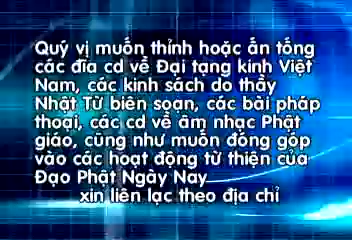 Quý vị muốn thỉnh hoặc ấn tống
các đĩa cd về Đại tạng kinh Việt
Nam, các kinh sách do thầy
Nhật Từ biên soạn, các bài pháp
thoại, các cd về âm nhạc Phật
giáo, cũng như muốn đóng góp
vào các hoạt động từ thiện của
Đạo Phật Ngày Nay
xin liên lạc theo địa chỉ